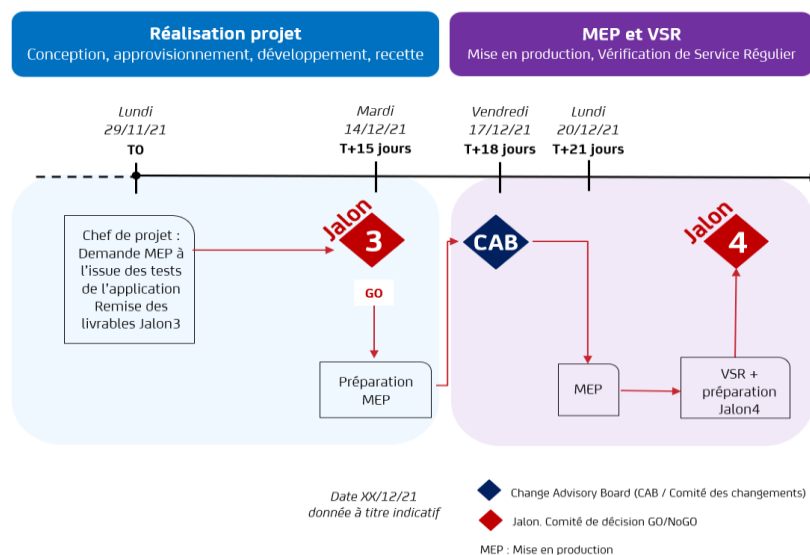 Réalisation projet
Conception, approvisionnement, développement, recette
MEP et VSR
Mise en production, Vérification de Service Régulier
Lundi
29/11/21
T0
Mardi
14/12/21
T+15 jours
Vendredi
17/12/21
T+18 jours
Lundi
20/12/21
T+21 jours
Chef de projet :
Demande MEP à
l'issue des tests
de l'application
Remise des
livrables Jalon3
Jalon
3
GO
Préparation
MEP
CAB
MEP
Jalon
4
VSR +
préparation
Jalon4
Date XX/12/21
donnée à titre indicatif
Change Advisory Board (CAB / Comité des changements)
Jalon. Comité de décision GO/NoGO
MEP : Mise en production